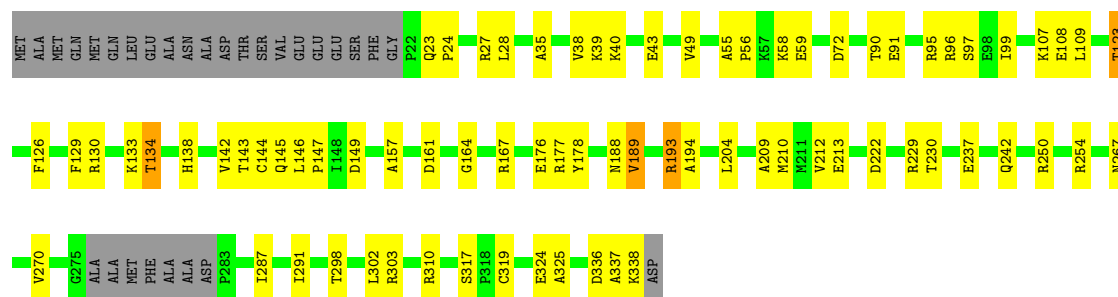 MET ALA MET GLN MET GLN LEU GLU ALA ASN ALA ASP THR SER VAL GLU GLU GLU SER PHE GLY P22 Q23 P24 R27 L28 A35 V38 K39 K40 E43 V49 A55 P56 K57 K58 E59 D72 T90 E91 R95 R96 S97 E98 I99 K107 E108 L109 T123
F126 F129 R130 K133 T134 H138 V142 T143 C144 Q145 L146 P147 I148 D149 A157 D161 G164 R167 E176 R177 Y178 N188 V189 R193 A194 L204 A209 M210 M211 V212 E213 D222 R229 T230 E237 Q242 R250 R254 N267
V270 G275 ALA ALA MET PHE ALA ALA ASP P283 I287 I291 T298 L302 R303 R310 S317 P318 C319 E324 A325 D336 A337 K338 ASP